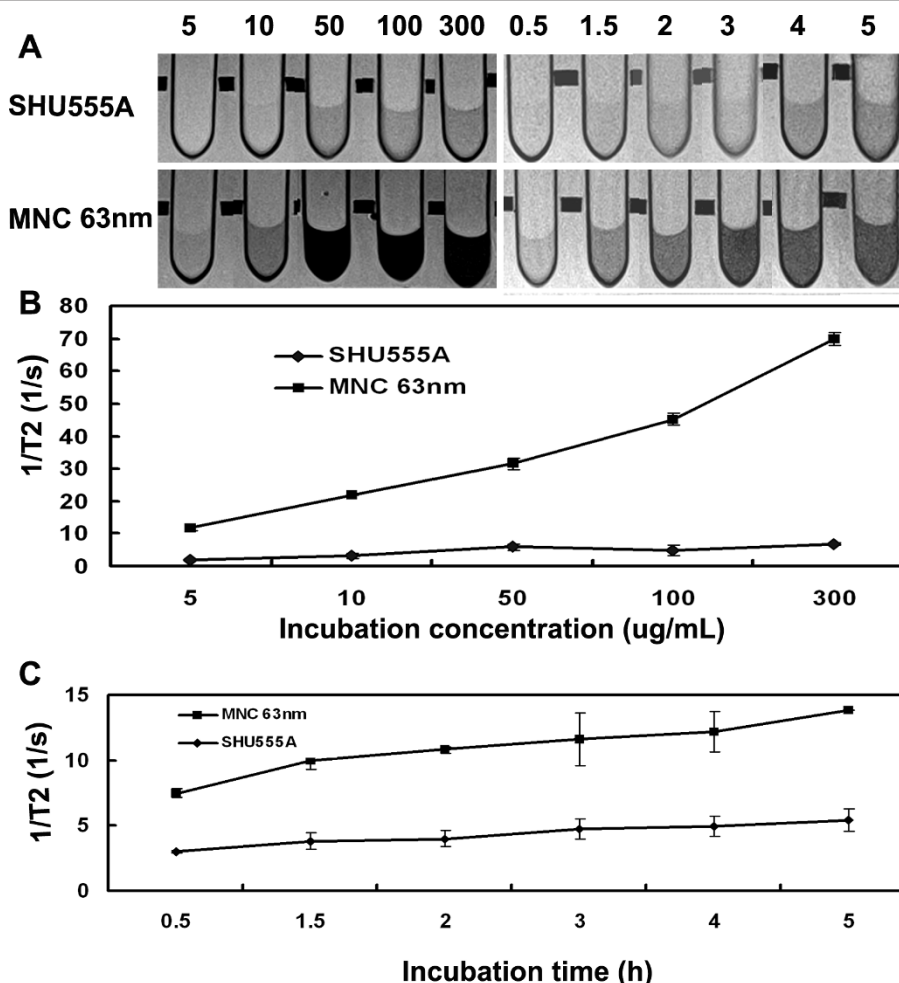 A 5 10 50 100 300 0.5 1.5 2 3 4 5
SHU555A
MNC 63nm
B
80
70
60
50
40
30
20
10
0
1/T2 (1/s)
SHU555A
MNC 63nm
5 10 50 100 300
Incubation concentration (ug/mL)
C
15
10
5
0
1/T2 (1/s)
MNC 63nm
SHU555A
0.5 1.5 2 3 4 5
Incubation time (h)